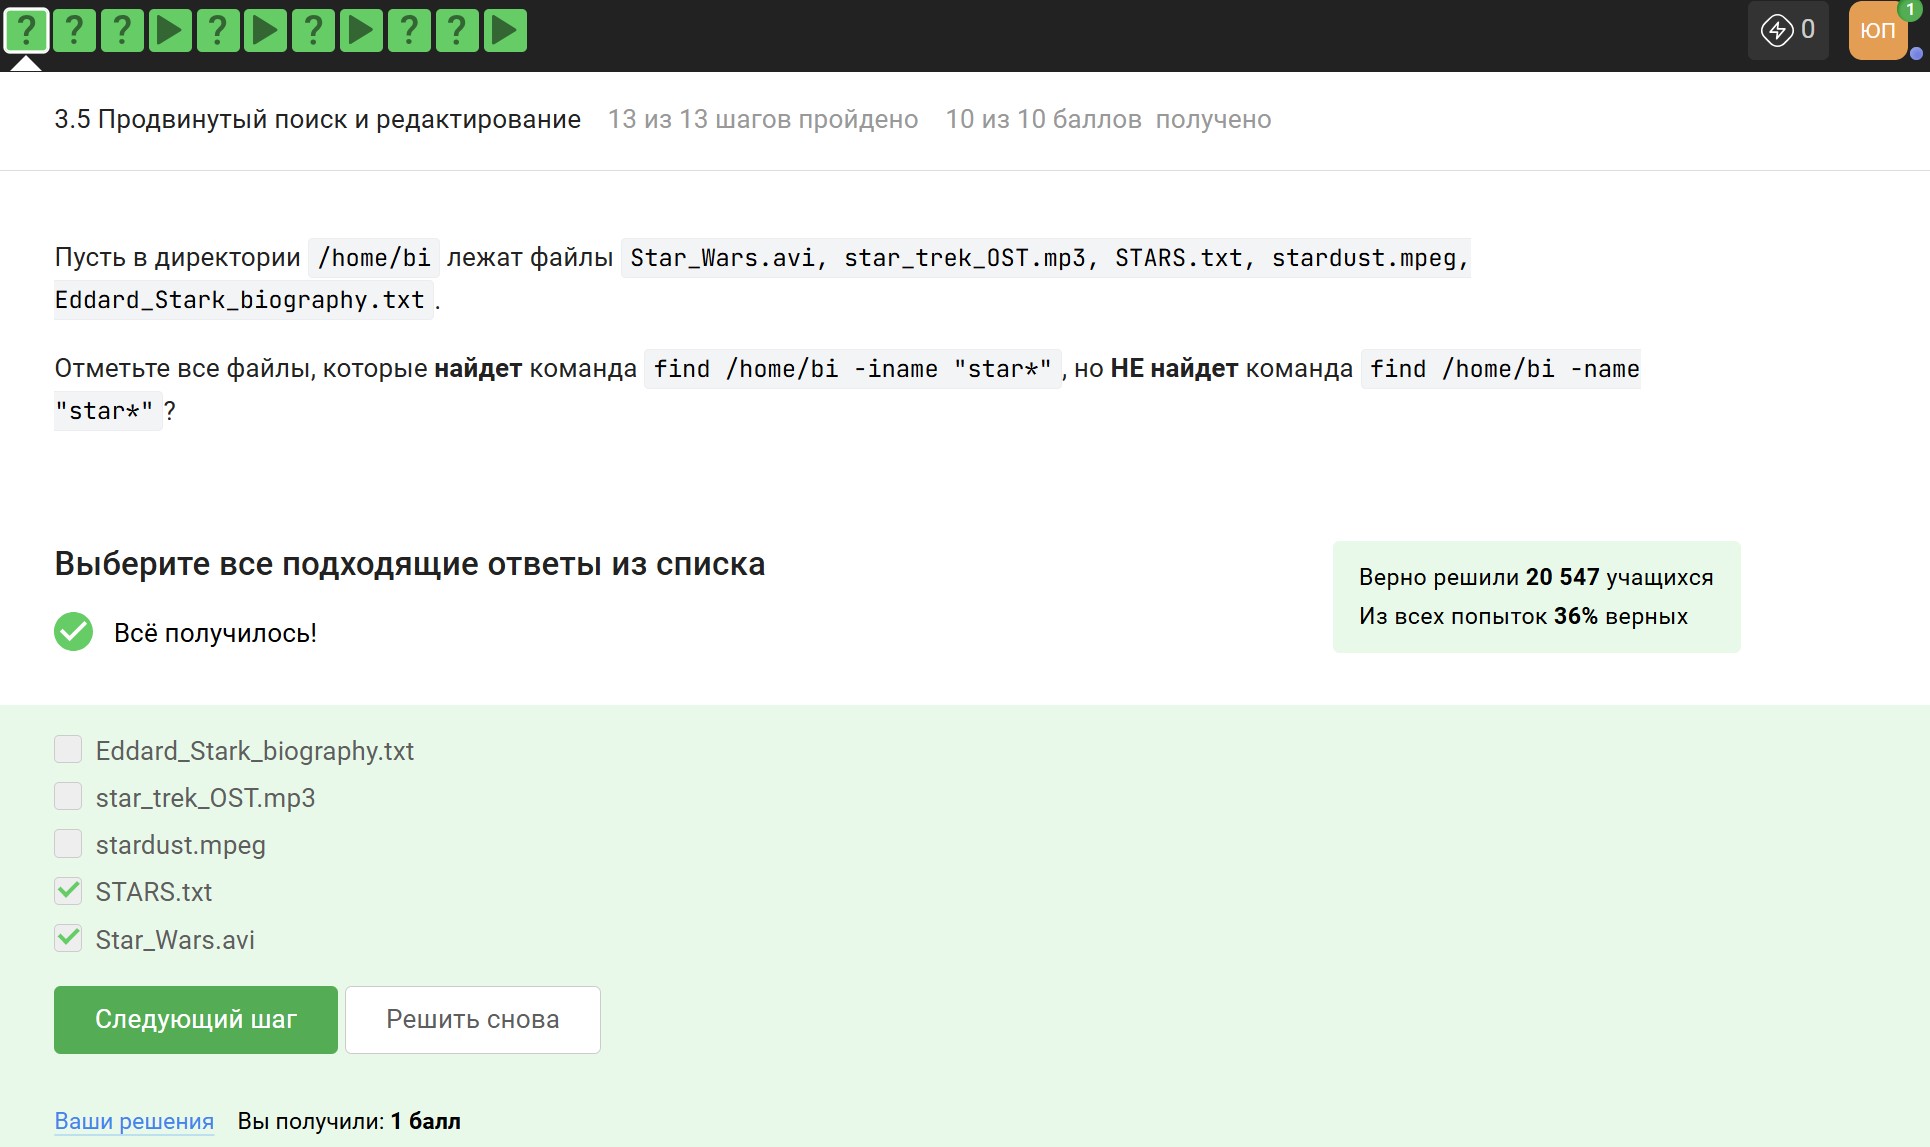 ? ? ? ? ? ? ?
0
ЮП
1
3.5 Продвинутый поиск и редактирование 13 из 13 шагов пройдено 10 из 10 баллов получено
Пусть в директории /home/bi лежат файлы Star_Wars.avi, star_trek_OST.mp3, STARS.txt, stardust.mpeg,
Eddard_Stark_biography.txt.
Отметьте все файлы, которые найдет команда find /home/bi -iname "star*", но НЕ найдет команда find /home/bi -name
"star*"?
Выберите все подходящие ответы из списка
Всё получилось!
Верно решили 20 547 учащихся
Из всех попыток 36% верных
Eddard_Stark_biography.txt
star_trek_OST.mp3
stardust.mpeg
STARS.txt
Star_Wars.avi
Следующий шаг
Решить снова
Ваши решения Вы получили: 1 балл